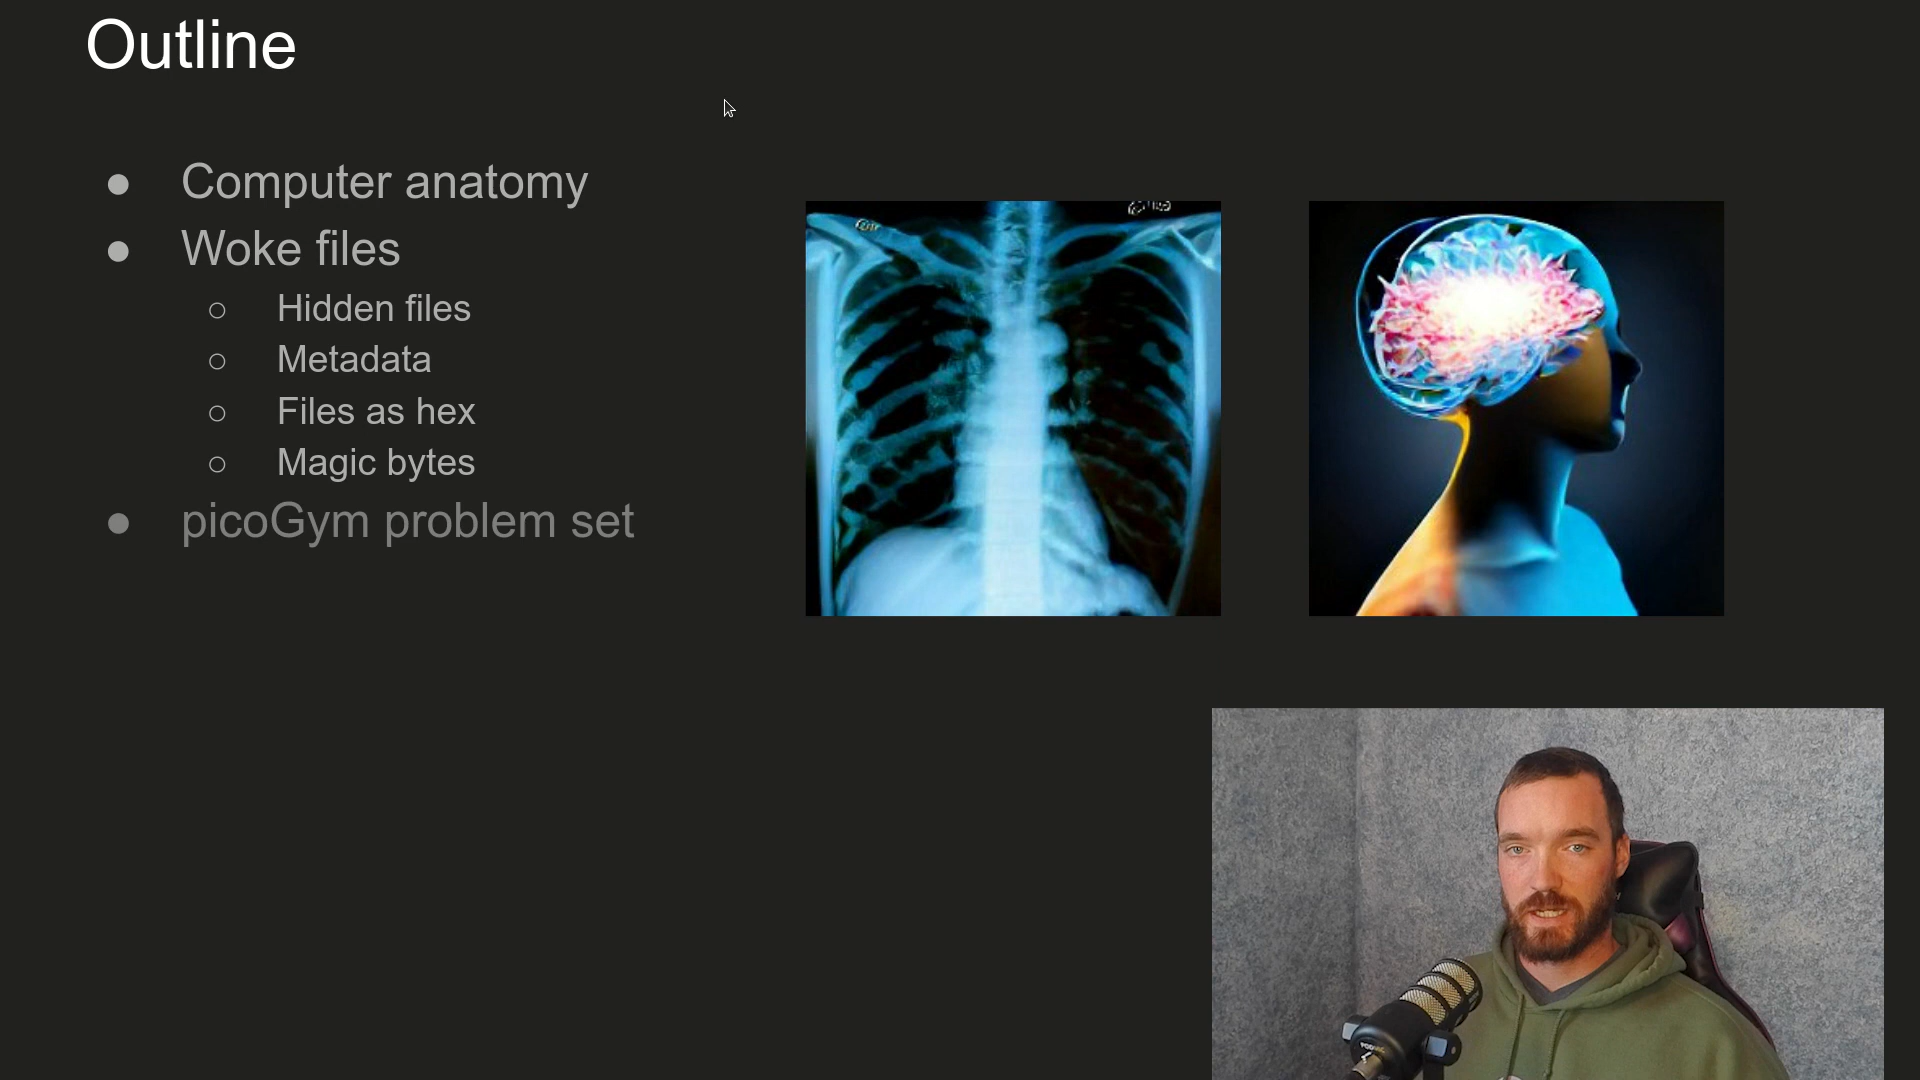 Outline
● Computer anatomy
● Woke files
○ Hidden files
○ Metadata
○ Files as hex
○ Magic bytes
● picoGym problem set